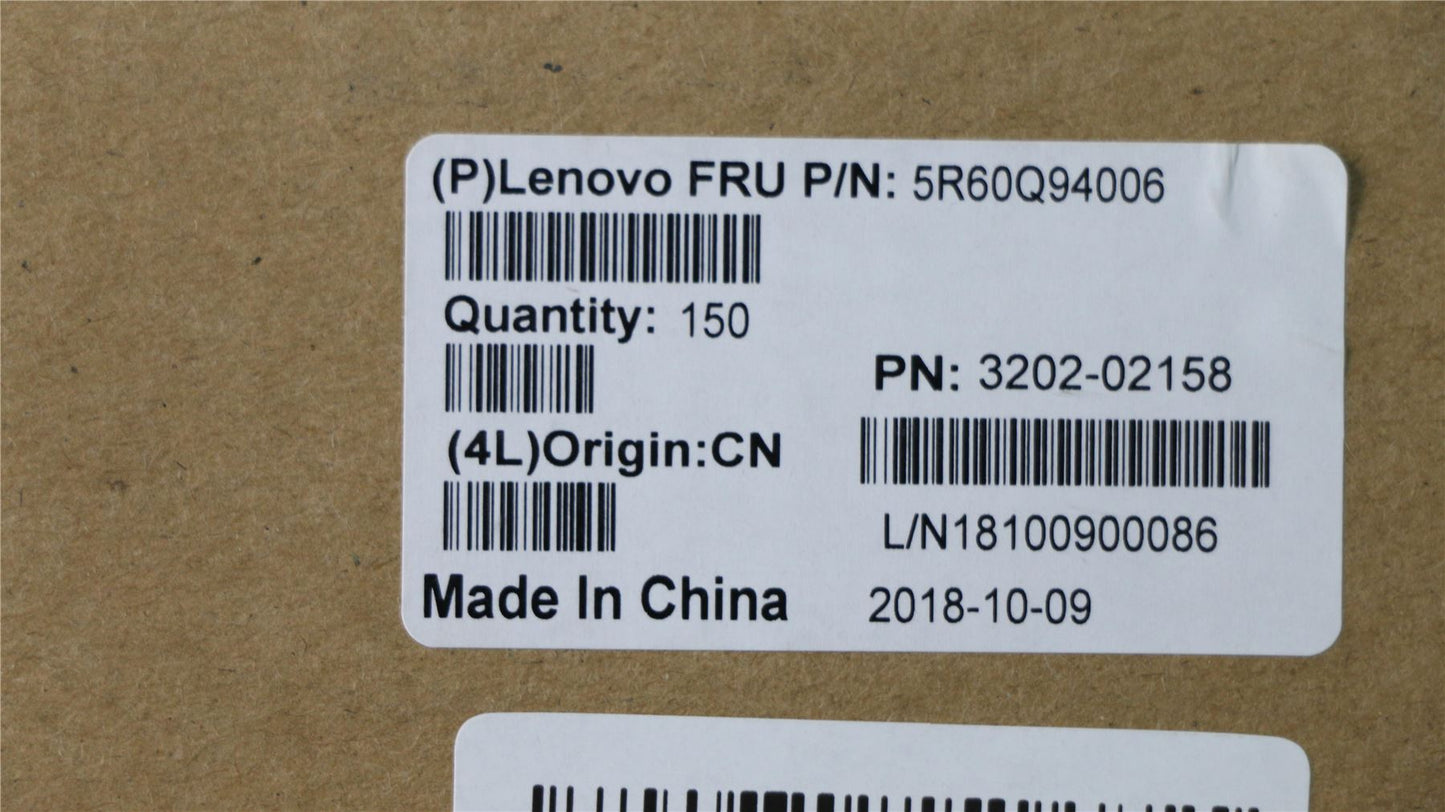 (P)Lenovo FRU P/N: 5R60Q94006
Quantity: 150
PN: 3202-02158
(4L)Origin:CN
L/N18100900086
Made In China
2018-10-09